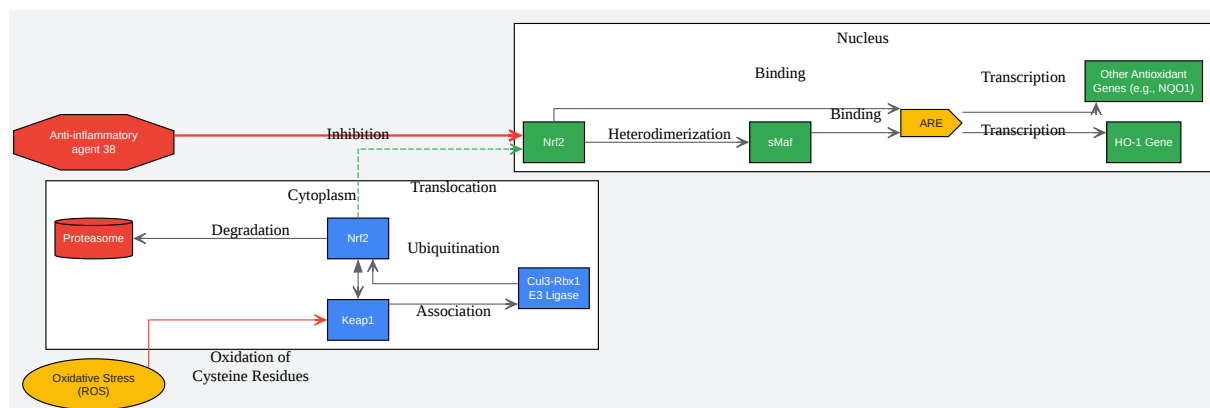 Nucleus
Binding
Transcription
Other Antioxidant
Genes (e.g., NQO1)
Anti-inflammatory
agent 38
Inhibition
Nrf2
Heterodimerization
sMaf
Binding
ARE
Transcription
HO-1 Gene
Cytoplasm
Translocation
Proteasome
Degradation
Nrf2
Ubiquitination
Cul3-Rbx1
E3 Ligase
Association
Keap1
Oxidation of
Cysteine Residues
Oxidative Stress
(ROS)